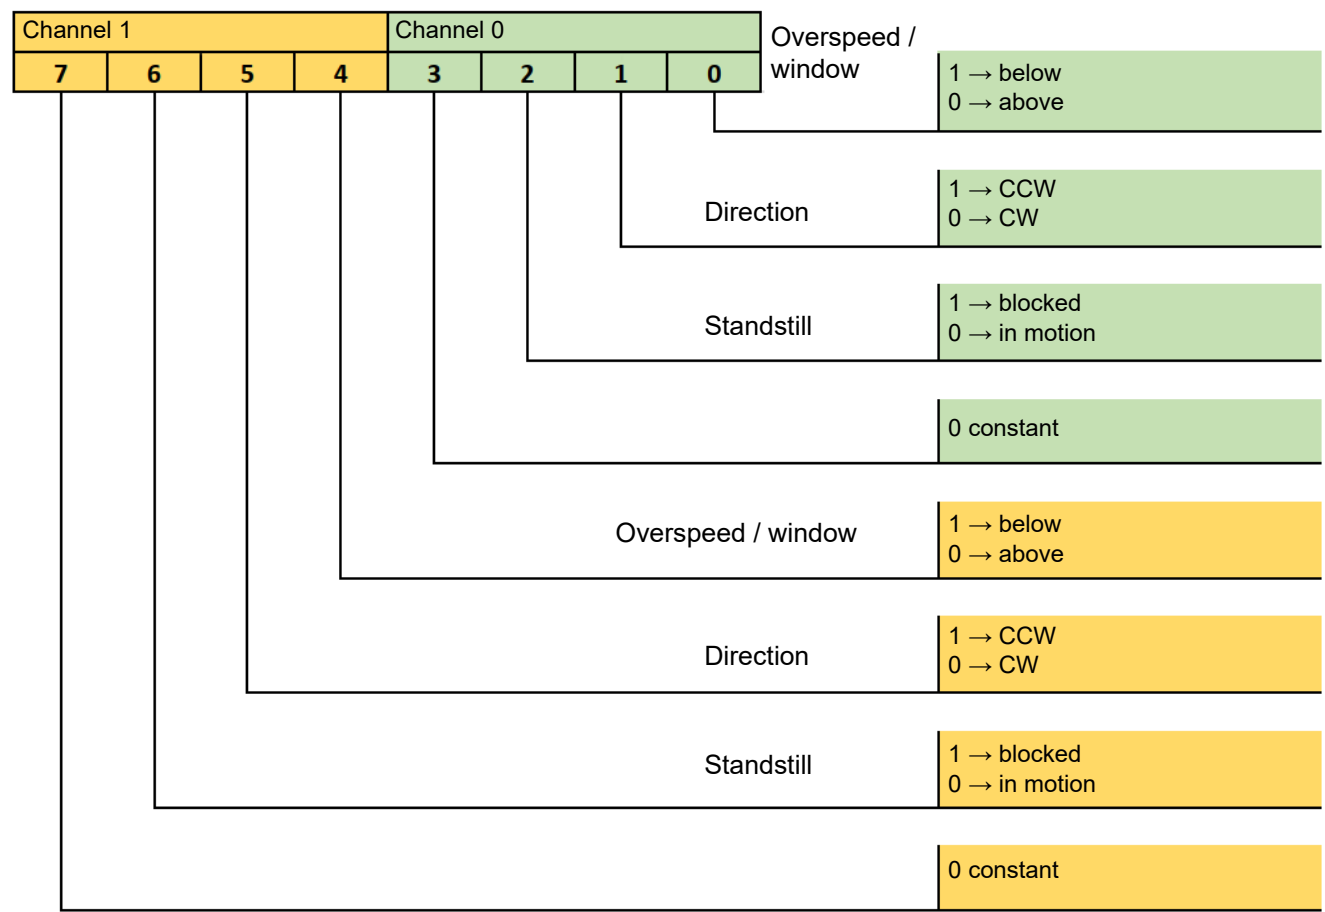 Channel 1
Channel 0
7 6 5 4 3 2 1 0
Overspeed /
window
1 → below
0 → above
Direction
1 → CCW
0 → CW
Standstill
1 → blocked
0 → in motion
0 constant
Overspeed / window
1 → below
0 → above
Direction
1 → CCW
0 → CW
Standstill
1 → blocked
0 → in motion
0 constant